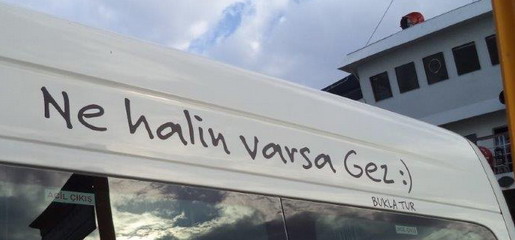 Ne halin varsa Gez :)
BUKLA TUR
ACİL ÇIKIŞ